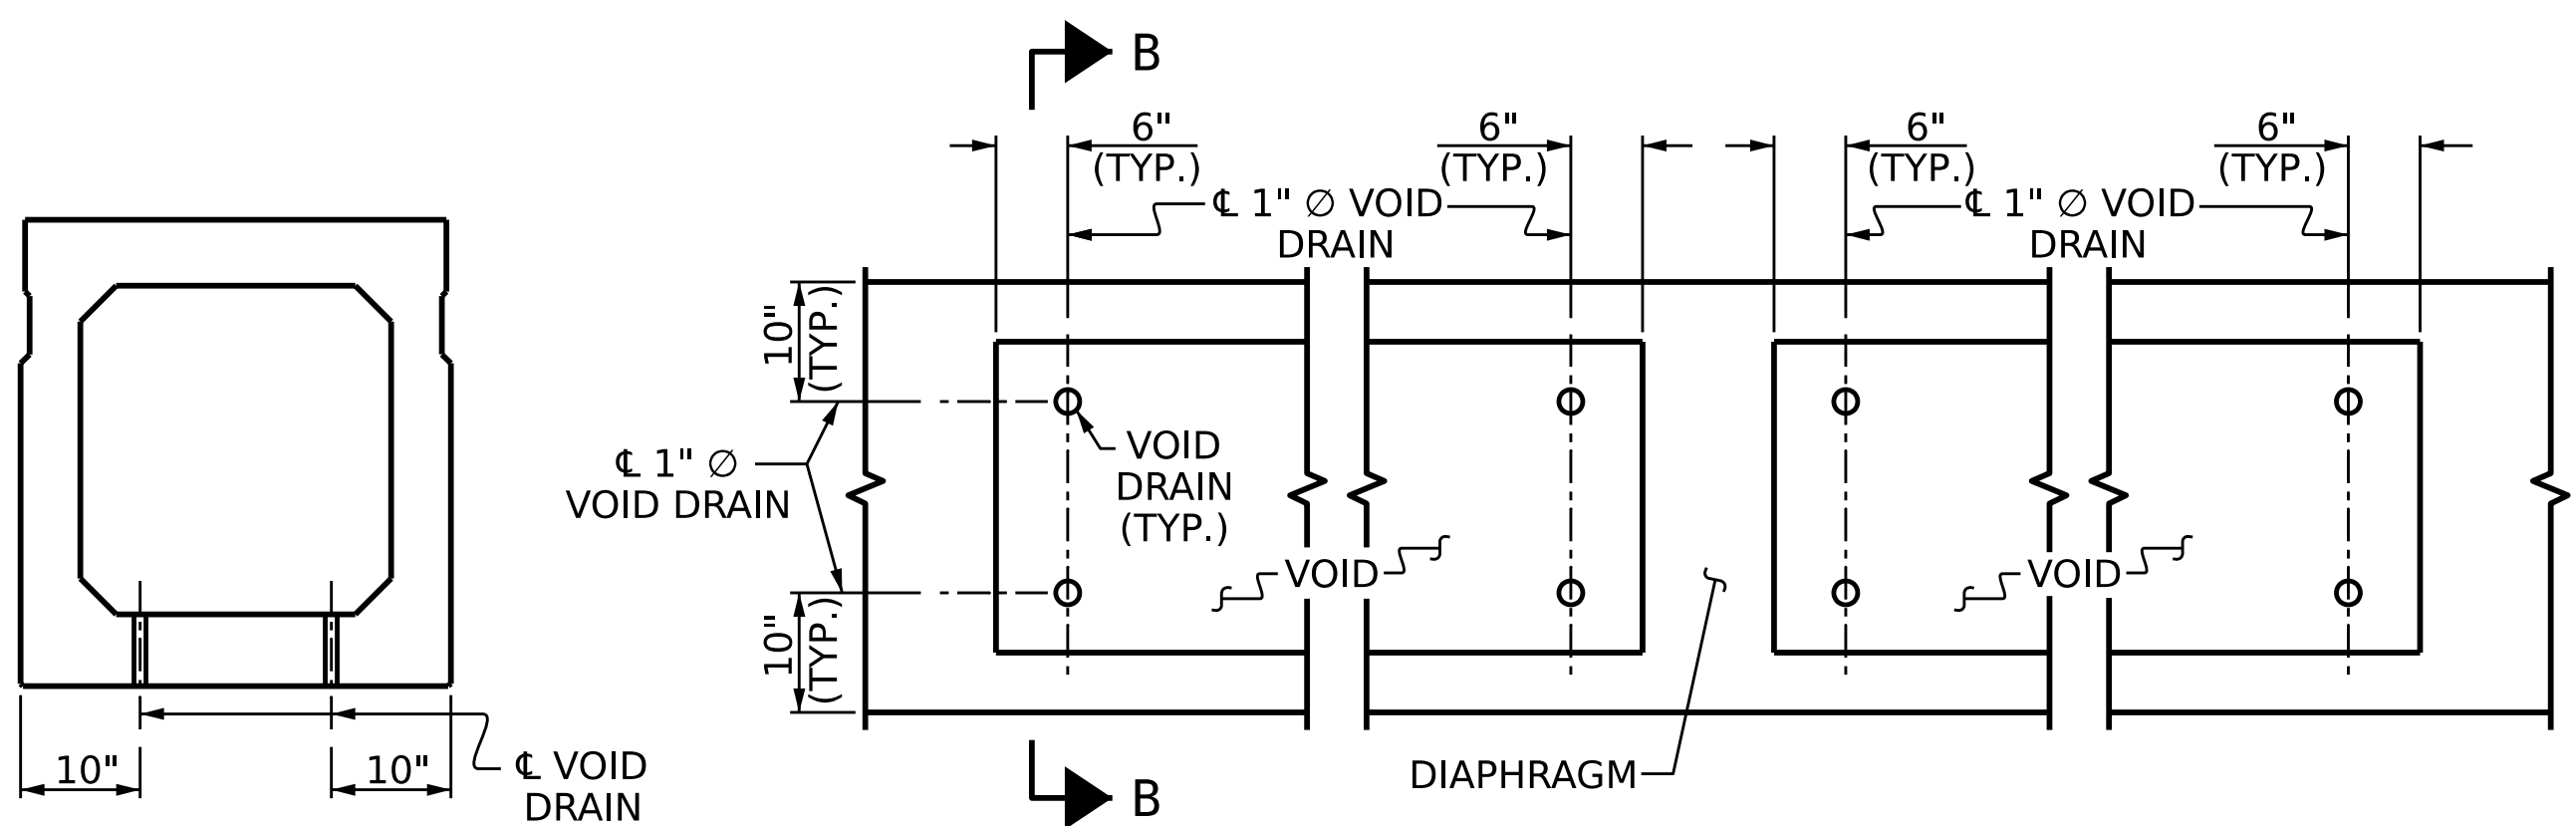 B
6"
(TYP.)
6"
(TYP.)
6"
(TYP.)
6"
(TYP.)
℄ 1" ∅ VOID
DRAIN
℄ 1" ∅ VOID
DRAIN
10"
(TYP.)
℄ 1" ∅
VOID DRAIN
VOID
DRAIN
(TYP.)
VOID
VOID
10"
(TYP.)
10"
10"
℄ VOID
DRAIN
DIAPHRAGM
B